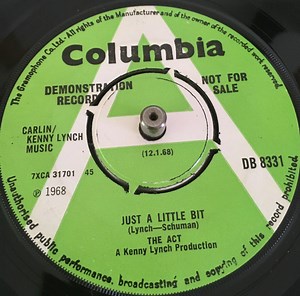 The Gramophone Co. Ltd. · All rights of the manufacturer and of the owner of the recorded work reserved
Columbia
DEMONSTRATION NOT FOR
RECORD SALE
CARLIN/
KENNY LYNCH
MUSIC
(12.1.68)
7XCA 31701 45
DB 8331
℗ 1968
JUST A LITTLE BIT
(Lynch—Schuman)
THE ACT
A Kenny Lynch Production
Unauthorised public performance, broadcasting and copying of this record prohibited